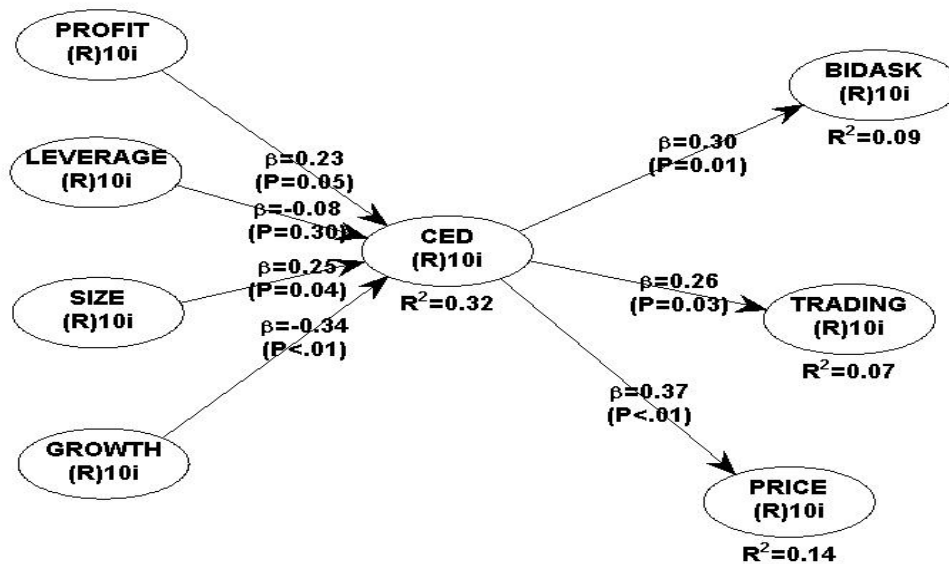 PROFIT
(R)10i
LEVERAGE
(R)10i
SIZE
(R)10i
GROWTH
(R)10i
β=0.23
(P=0.05)
β=-0.08
(P=0.30)
β=0.25
(P=0.04)
β=-0.34
(P<.01)
CED
(R)10i
R²=0.32
β=0.30
(P=0.01)
β=0.26
(P=0.03)
β=0.37
(P<.01)
BIDASK
(R)10i
R²=0.09
TRADING
(R)10i
R²=0.07
PRICE
(R)10i
R²=0.14